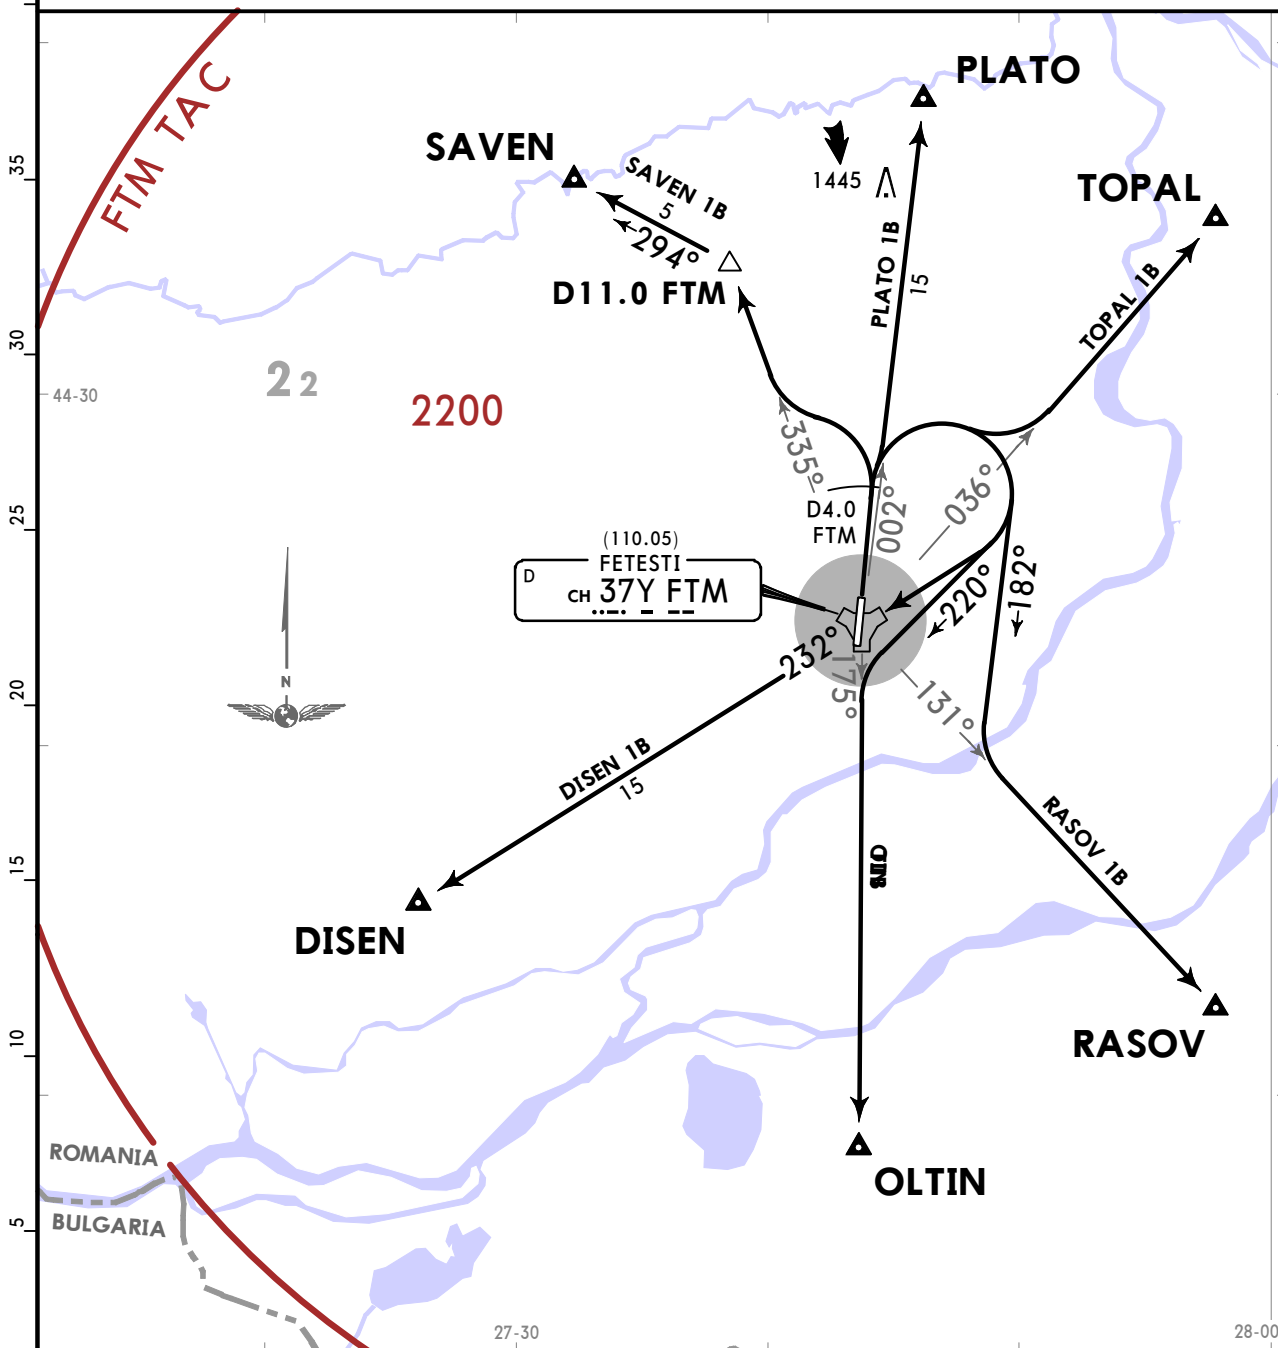 PLATO
FTM TAC
SAVEN
SAVEN 1B
5
294°
1445
TOPAL
D11.0 FTM
PLATO 1B
15
TOPAL 1B
35
30
44-30
22
2200
335°
036°
D4.0
FTM
002°
25
(110.05)
FETESTI
D
CH 37Y FTM
182°
220°
232°
175°
131°
N
20
DISEN 1B
15
RASOV 1B
15
DISEN
10
RASOV
ROMANIA
BULGARIA
OLTIN
5
27-30
28-00